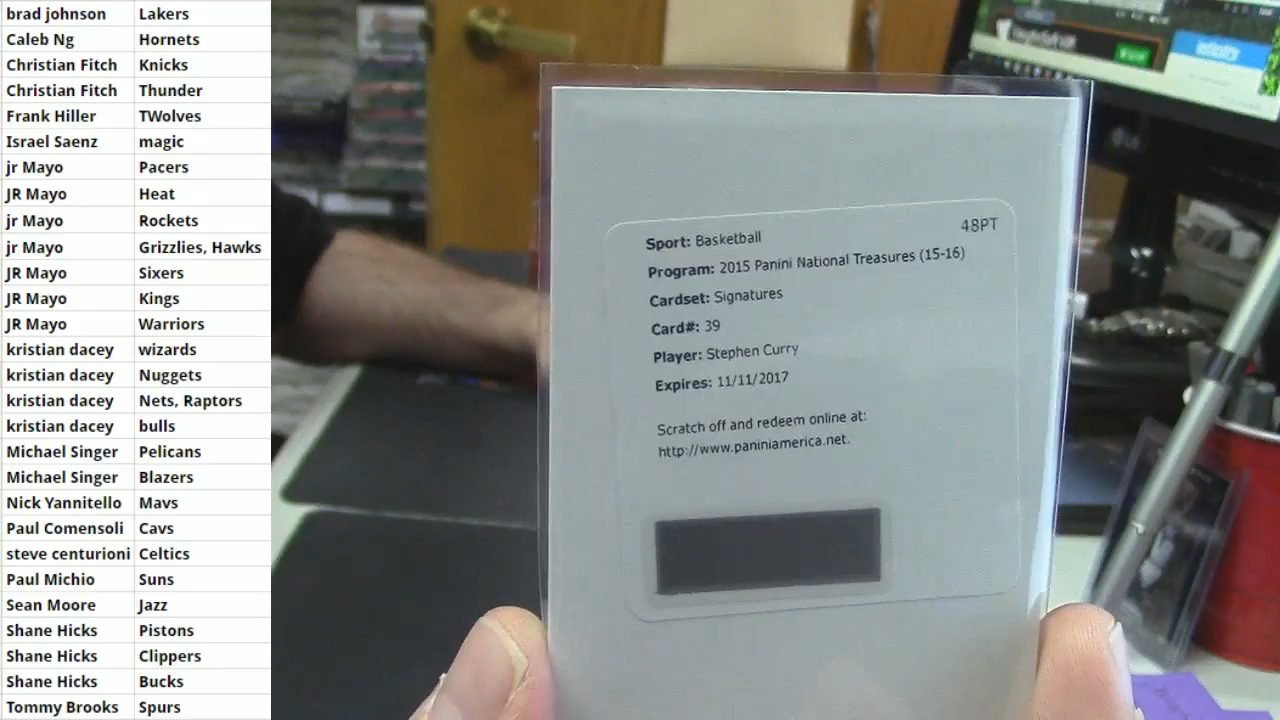 brad johnson Lakers
Caleb Ng Hornets
Christian Fitch Knicks
Christian Fitch Thunder
Frank Hiller TWolves
Israel Saenz magic
jr Mayo Pacers
JR Mayo Heat
jr Mayo Rockets
jr Mayo Grizzlies, Hawks
JR Mayo Sixers
JR Mayo Kings
JR Mayo Warriors
kristian dacey wizards
kristian dacey Nuggets
kristian dacey Nets, Raptors
kristian dacey bulls
Michael Singer Pelicans
Michael Singer Blazers
Nick Yannitello Mavs
Paul Comensoli Cavs
steve centurioni Celtics
Paul Michio Suns
Sean Moore Jazz
Shane Hicks Pistons
Shane Hicks Clippers
Shane Hicks Bucks
Tommy Brooks Spurs
48PT
Sport: Basketball
Program: 2015 Panini National Treasures (15-16)
Cardset: Signatures
Card#: 39
Player: Stephen Curry
Expires: 11/11/2017
Scratch off and redeem online at:
http://www.paniniamerica.net.